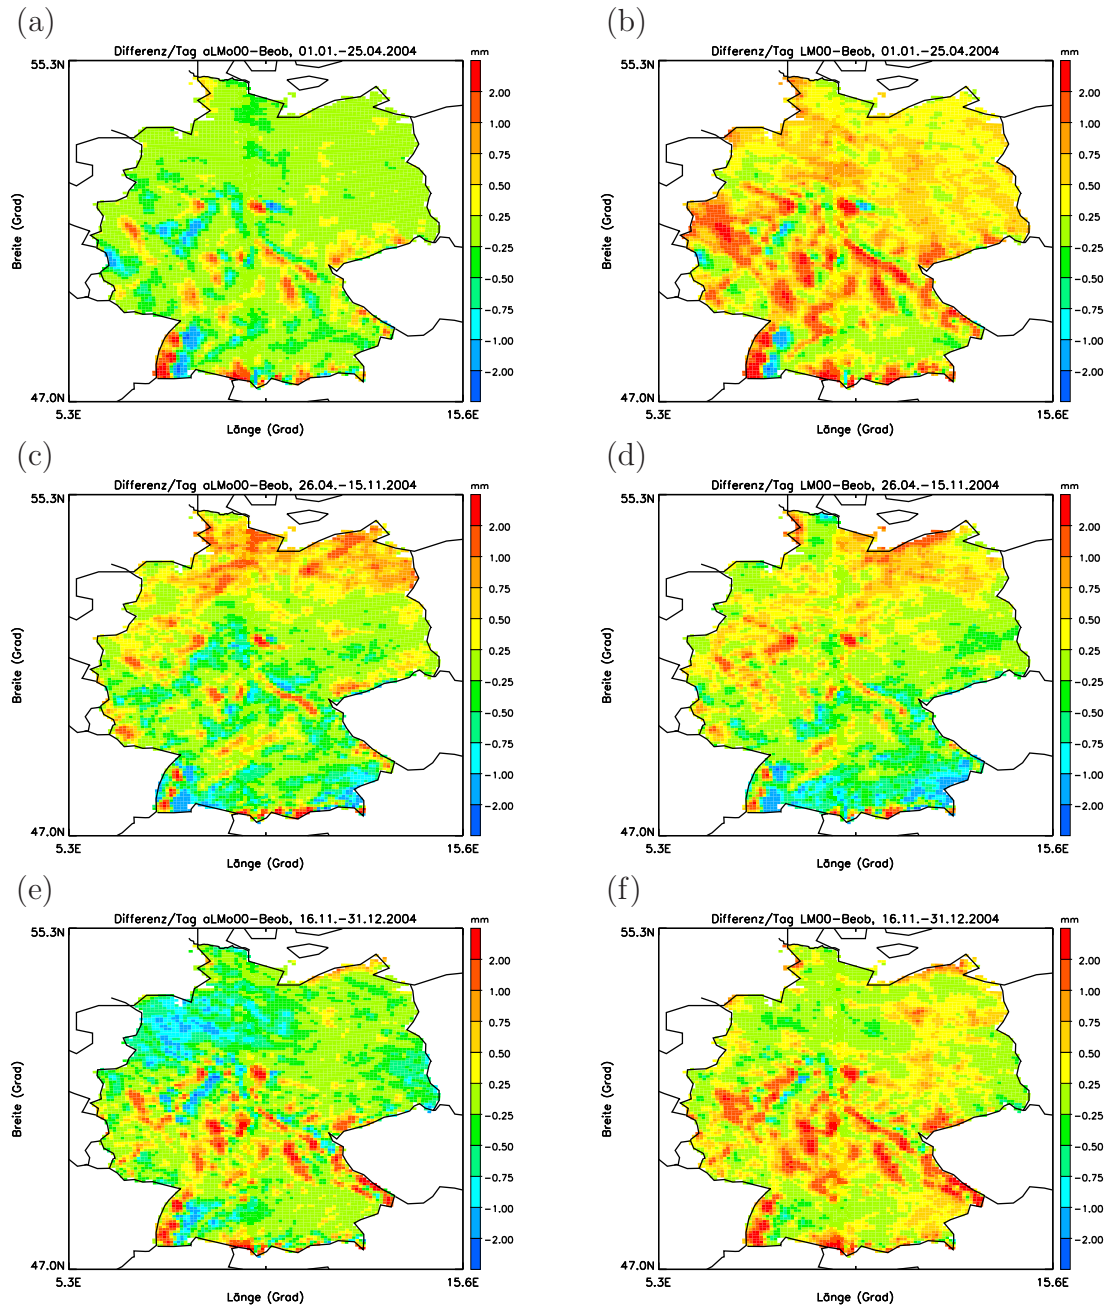 (a)
Differenz/Tag aLMo00-Beob, 01.01.-25.04.2004
mm
55.3N
47.0N
5.3E
15.6E
Breite (Grad)
Länge (Grad)
2.00
1.00
0.75
0.50
0.25
-0.25
-0.50
-0.75
-1.00
-2.00
(b)
Differenz/Tag LM00-Beob, 01.01.-25.04.2004
mm
55.3N
47.0N
5.3E
15.6E
Breite (Grad)
Länge (Grad)
2.00
1.00
0.75
0.50
0.25
-0.25
-0.50
-0.75
-1.00
-2.00
(c)
Differenz/Tag aLMo00-Beob, 26.04.-15.11.2004
mm
55.3N
47.0N
5.3E
15.6E
Breite (Grad)
Länge (Grad)
2.00
1.00
0.75
0.50
0.25
-0.25
-0.50
-0.75
-1.00
-2.00
(d)
Differenz/Tag LM00-Beob, 26.04.-15.11.2004
mm
55.3N
47.0N
5.3E
15.6E
Breite (Grad)
Länge (Grad)
2.00
1.00
0.75
0.50
0.25
-0.25
-0.50
-0.75
-1.00
-2.00
(e)
Differenz/Tag aLMo00-Beob, 16.11.-31.12.2004
mm
55.3N
47.0N
5.3E
15.6E
Breite (Grad)
Länge (Grad)
2.00
1.00
0.75
0.50
0.25
-0.25
-0.50
-0.75
-1.00
-2.00
(f)
Differenz/Tag LM00-Beob, 16.11.-31.12.2004
mm
55.3N
47.0N
5.3E
15.6E
Breite (Grad)
Länge (Grad)
2.00
1.00
0.75
0.50
0.25
-0.25
-0.50
-0.75
-1.00
-2.00